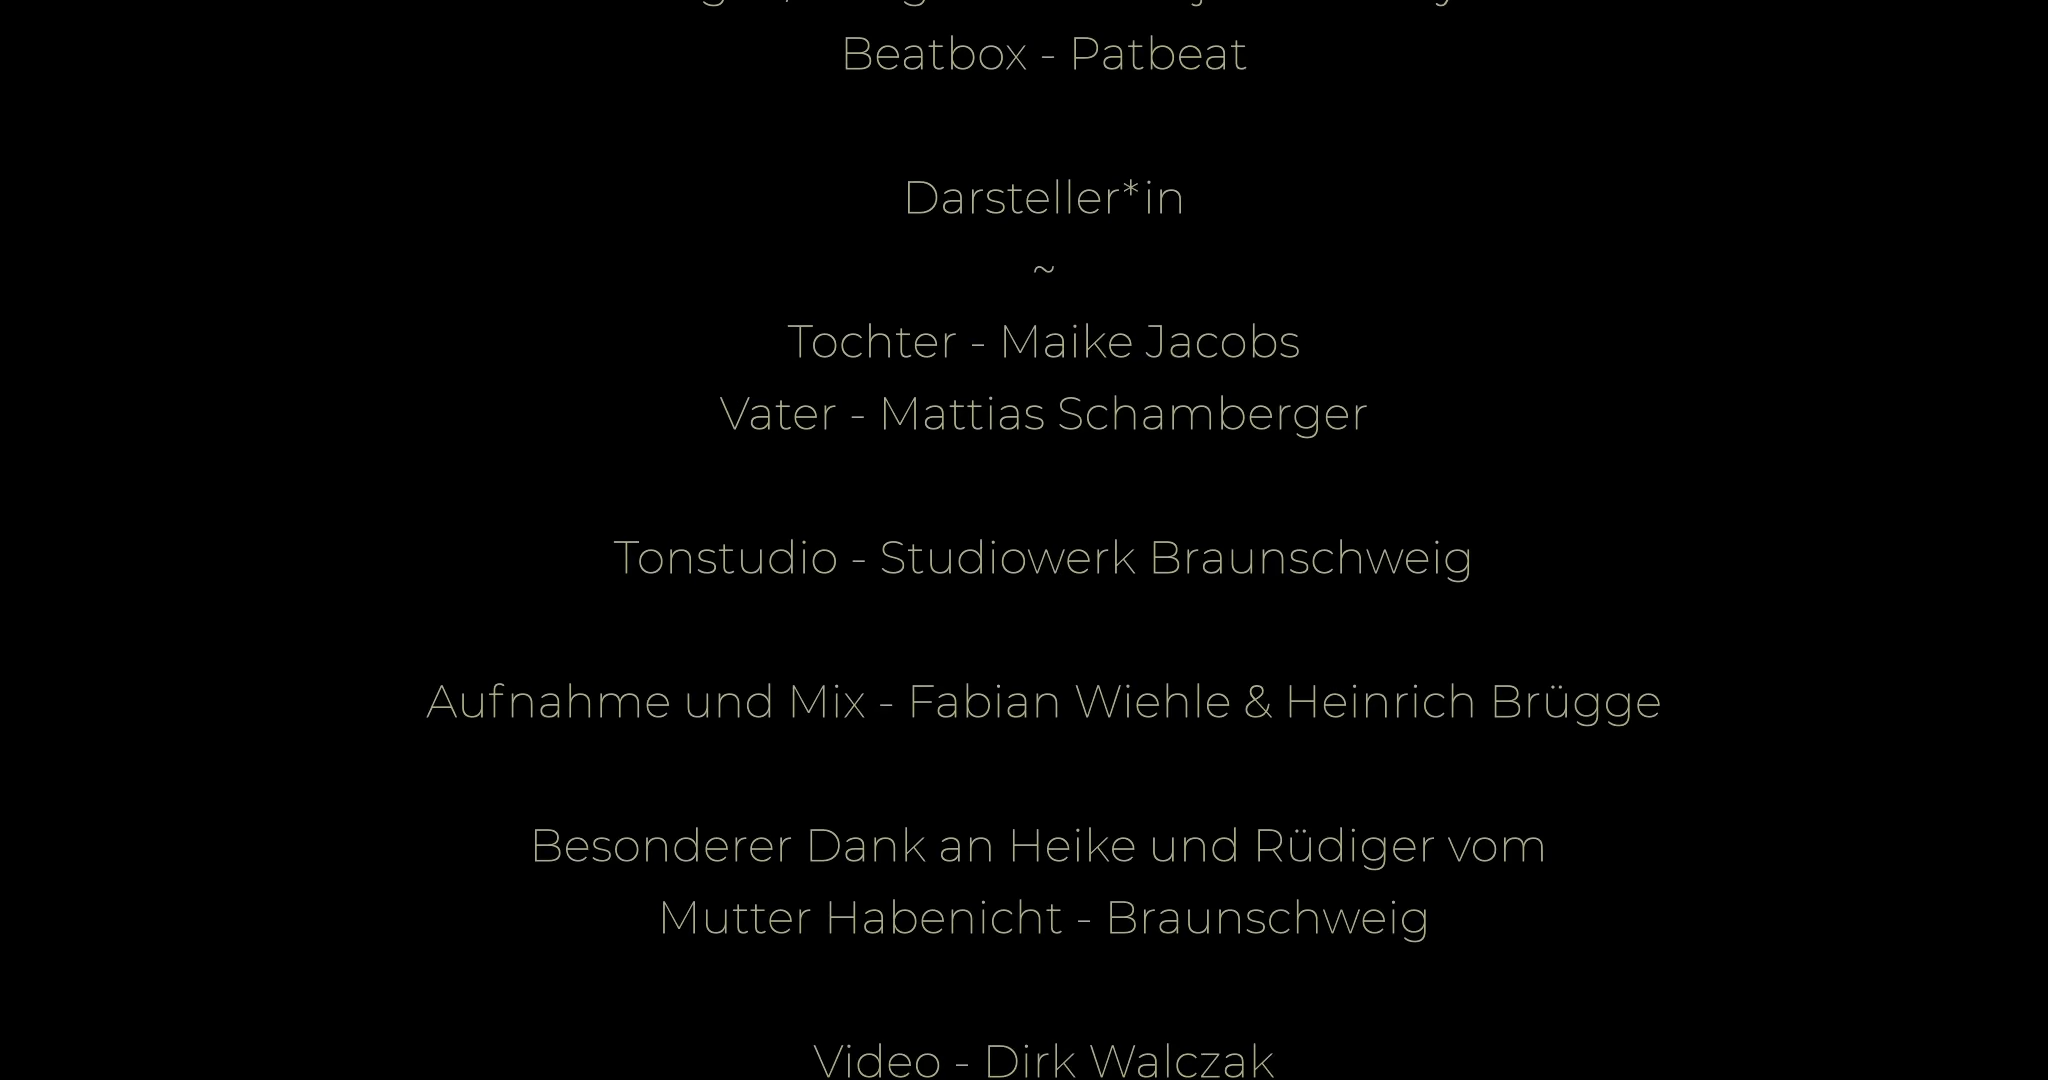 Beatbox - Patbeat
Darsteller*in
~
Tochter - Maike Jacobs
Vater - Mattias Schamberger
Tonstudio - Studiowerk Braunschweig
Aufnahme und Mix - Fabian Wiehle & Heinrich Brügge
Besonderer Dank an Heike und Rüdiger vom
Mutter Habenicht - Braunschweig
Video - Dirk Walczak